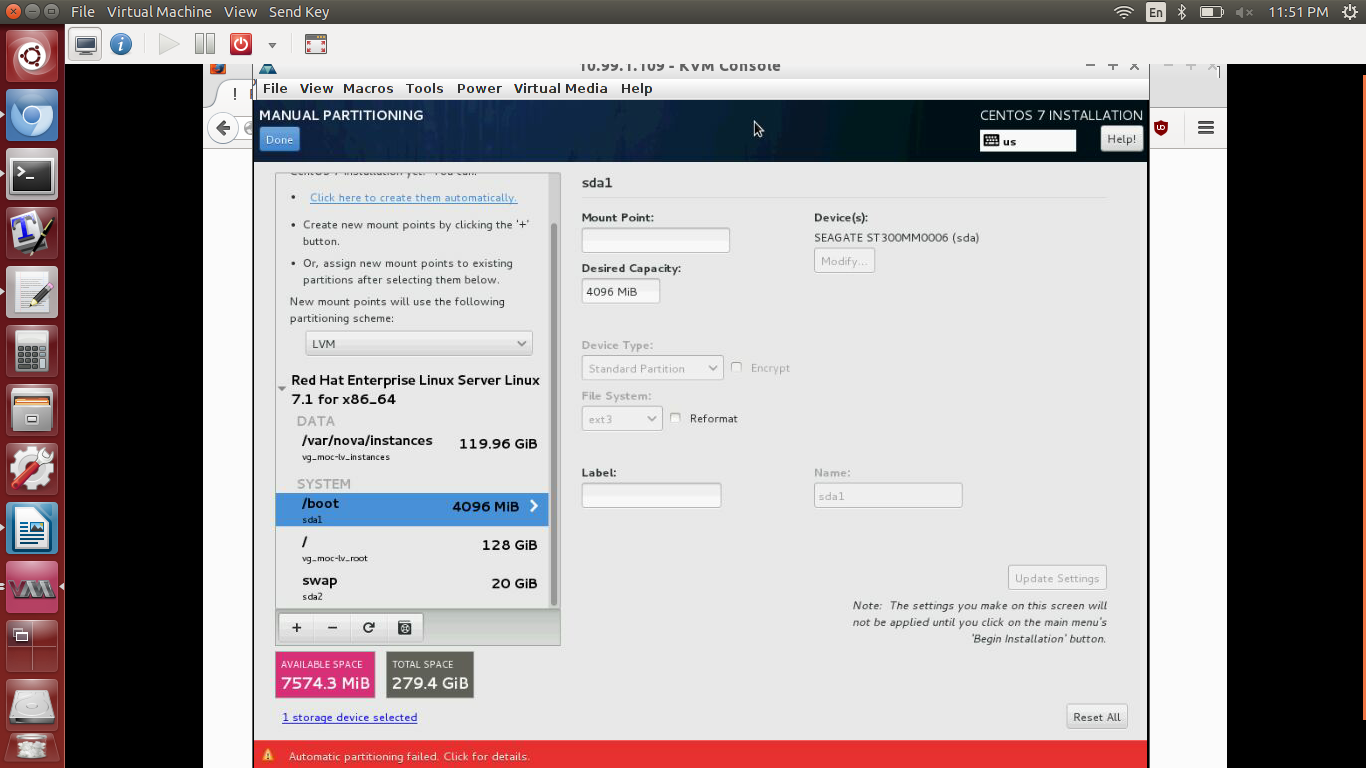 File Virtual Machine View Send Key
En
11:51 PM
10.99.1.109 - KVM Console
File View Macros Tools Power Virtual Media Help
MANUAL PARTITIONING
CENTOS 7 INSTALLATION
Done
us
Help!
CentOS 7 installation yet. You can:
• Click here to create them automatically.
• Create new mount points by clicking the '+'
button.
• Or, assign new mount points to existing
partitions after selecting them below.
New mount points will use the following
partitioning scheme:
LVM
Red Hat Enterprise Linux Server Linux
7.1 for x86_64
DATA
/var/nova/instances 119.96 GiB
vg_moc-lv_instances
SYSTEM
/boot 4096 MiB
sda1
/ 128 GiB
vg_moc-lv_root
swap 20 GiB
sda2
+ −
AVAILABLE SPACE
7574.3 MiB
TOTAL SPACE
279.4 GiB
1 storage device selected
sda1
Mount Point:
Desired Capacity:
4096 MiB
Device(s):
SEAGATE ST300MM0006 (sda)
Modify...
Device Type:
Standard Partition
Encrypt
File System:
ext3
Reformat
Label:
Name:
sda1
Update Settings
Note: The settings you make on this screen will
not be applied until you click on the main menu's
'Begin Installation' button.
Reset All
Automatic partitioning failed. Click for details.